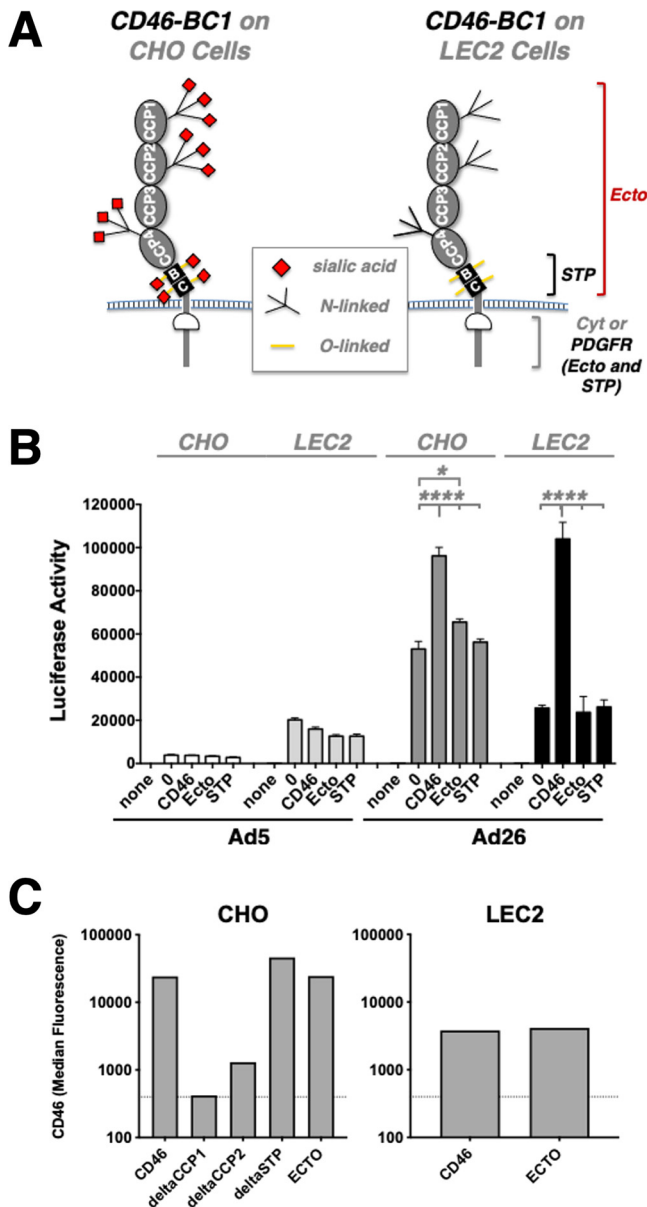 A
CD46-BC1 on
CHO Cells
CD46-BC1 on
LEC2 Cells
CCP1
CCP2
CCP3
CCP4
B
C
CCP1
CCP2
CCP3
CCP4
B
C
Ecto
STP
sialic acid
N-linked
O-linked
Cyt or
PDGFR
(Ecto and
STP)
B
CHO
LEC2
CHO
LEC2
*
****
****
Luciferase Activity
120000
100000
80000
60000
40000
20000
0
none
0
CD46
Ecto
STP
none
0
CD46
Ecto
STP
none
0
CD46
Ecto
STP
none
0
CD46
Ecto
STP
Ad5
Ad26
C
CHO
LEC2
CD46 (Median Fluorescence)
100000
10000
1000
100
100000
10000
1000
100
CD46
deltaCCP1
deltaCCP2
deltaSTP
ECTO
CD46
ECTO